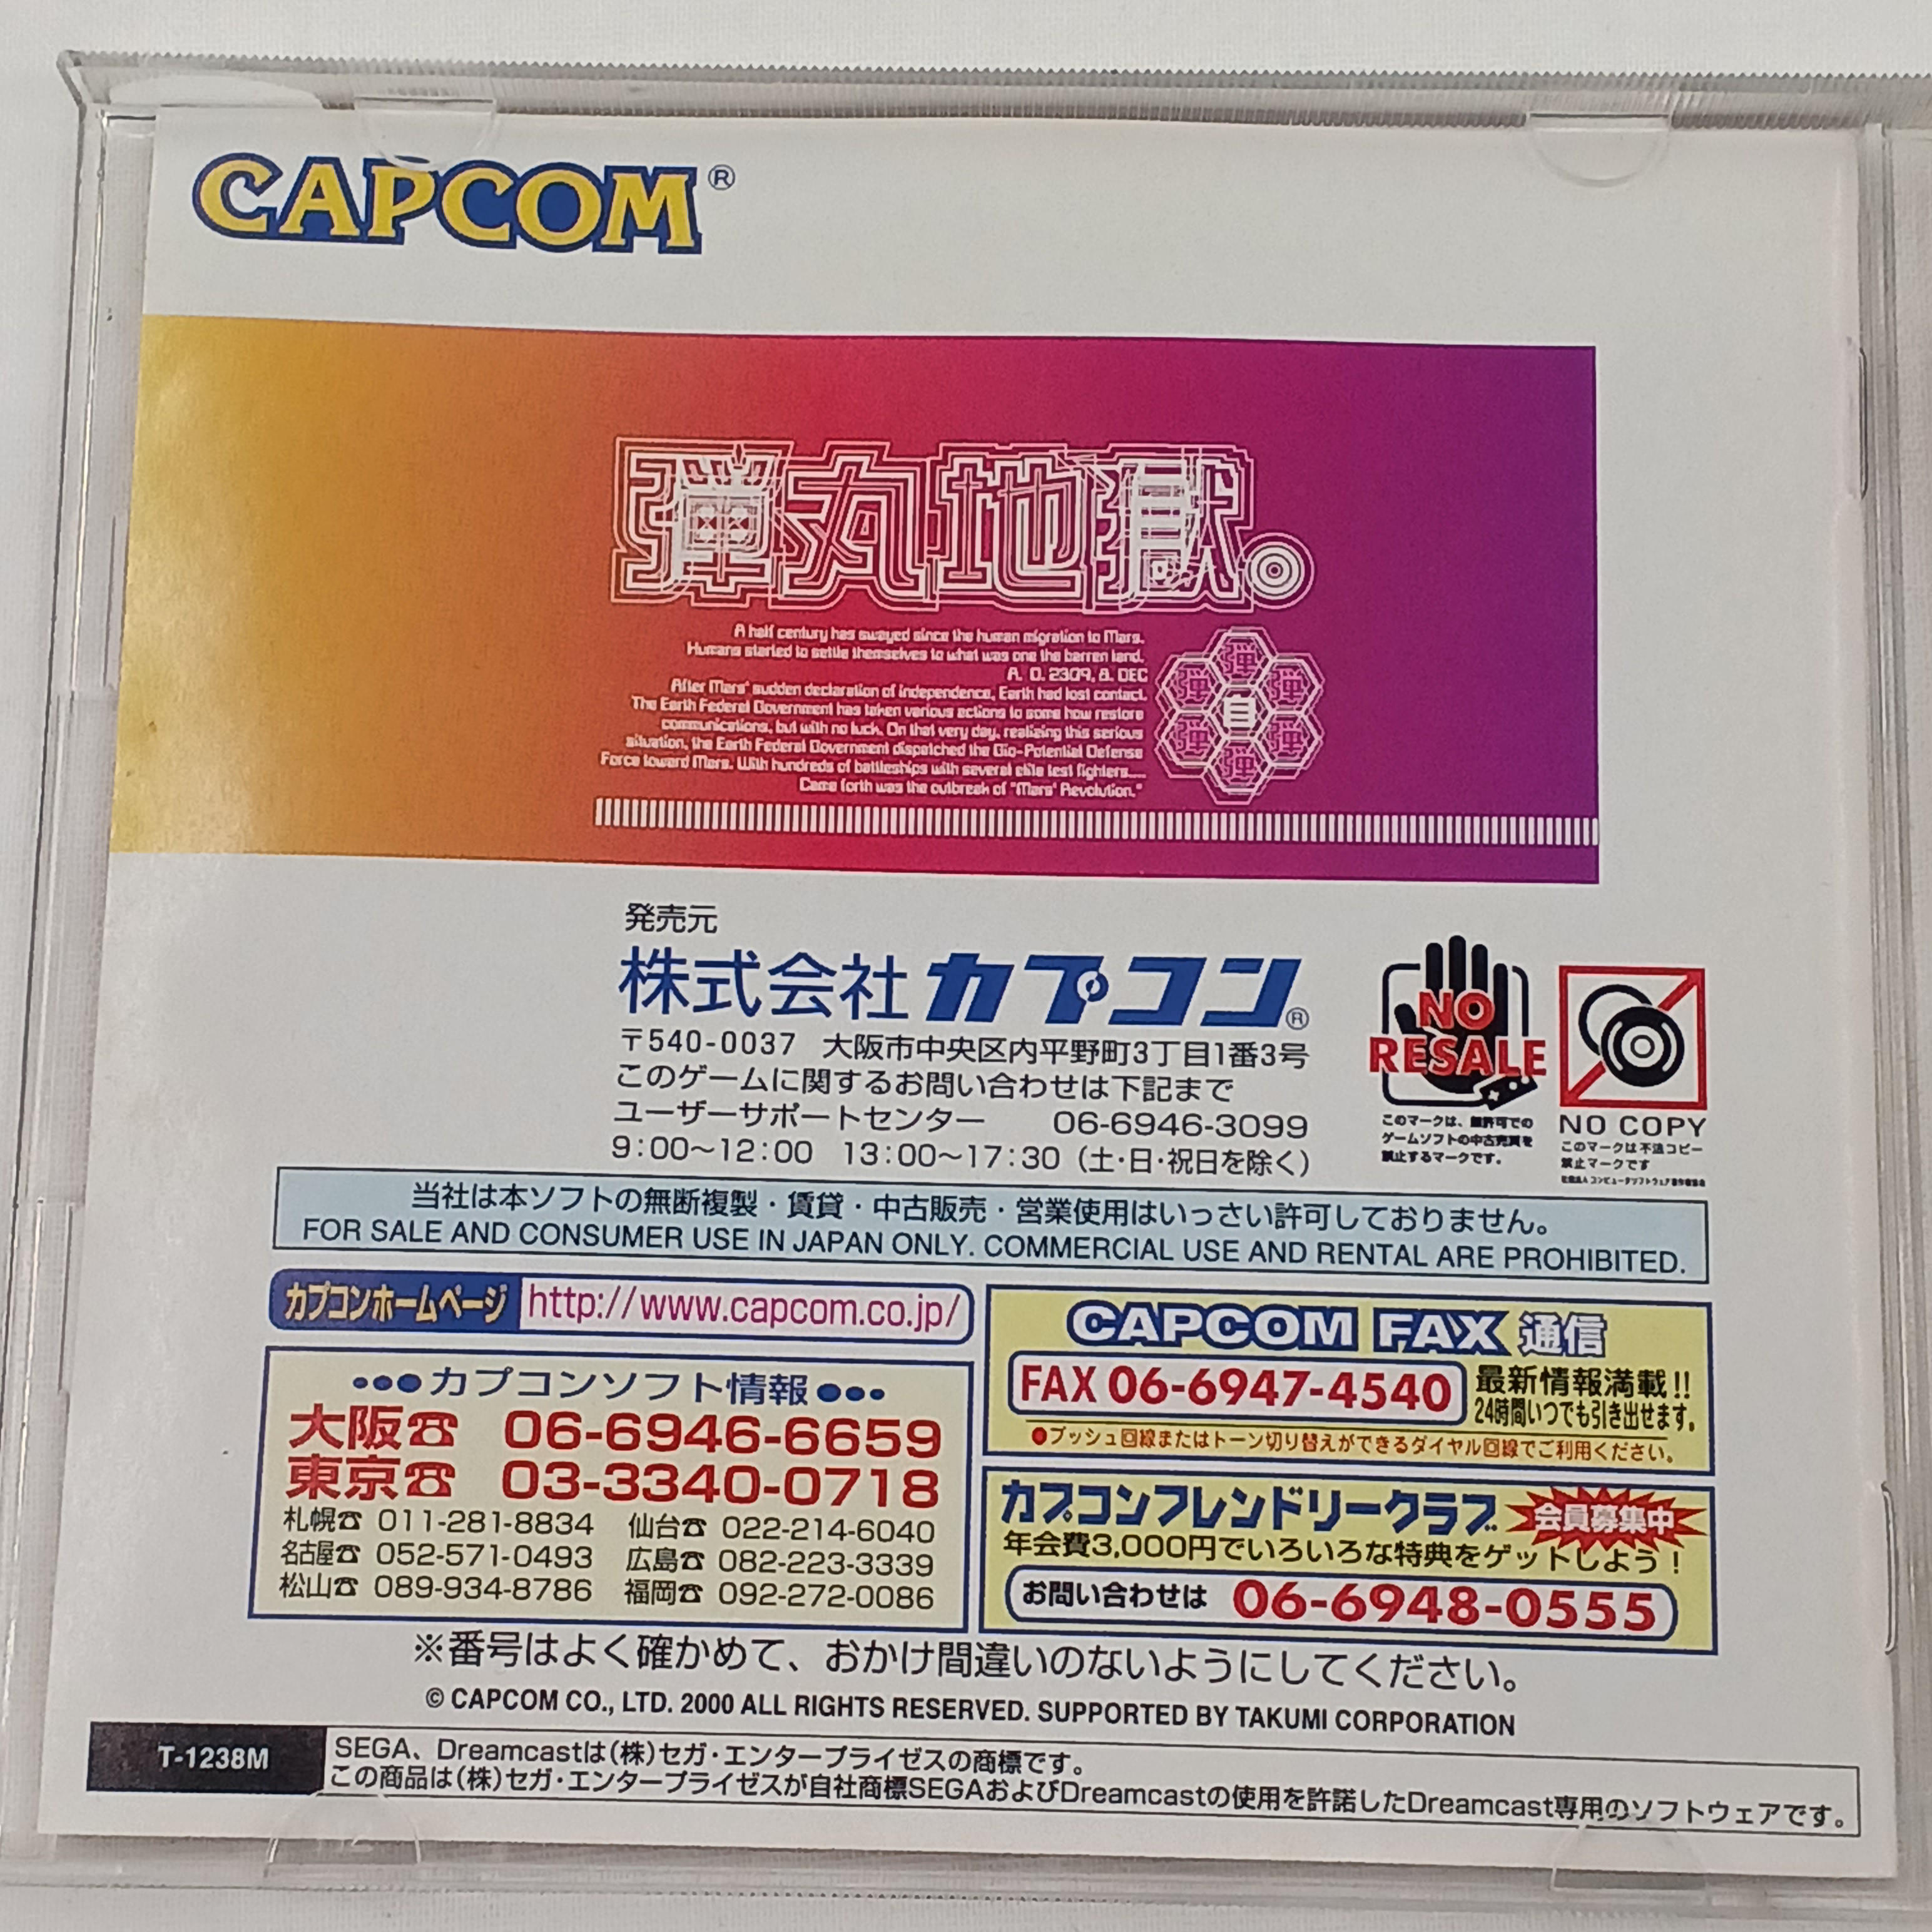 CAPCOM®
弾丸地獄。
A half century has swayed since the human migration to Mars.
Humans started to settle themselves to what was one the barren land.
A. D. 2309, 8. DEC
After Mars' sudden declaration of independence, Earth had lost contact.
The Earth Federal Government has taken various actions to some how restore
communications, but with no luck. On that very day, realizing this serious
situation, the Earth Federal Government dispatched the Gio-Potential Defense
Force toward Mars. With hundreds of battleships with several elite test fighters....
Came forth was the outbreak of "Mars' Revolution."
弾
弾 弾
目
弾 弾
弾
発売元
株式会社カプコン®
〒540-0037 大阪市中央区内平野町3丁目1番3号
このゲームに関するお問い合わせは下記まで
ユーザーサポートセンター 06-6946-3099
9:00〜12:00 13:00〜17:30(土・日・祝日を除く)
NO
RESALE
このマークは、無許可での
ゲームソフトの中古売買を
禁止するマークです。
NO COPY
このマークは不法コピー
禁止マークです
社団法人コンピュータソフトウェア著作権協会
当社は本ソフトの無断複製・賃貸・中古販売・営業使用はいっさい許可しておりません。
FOR SALE AND CONSUMER USE IN JAPAN ONLY. COMMERCIAL USE AND RENTAL ARE PROHIBITED.
カプコンホームページ http://www.capcom.co.jp/
●●●カプコンソフト情報●●●
大阪☎ 06-6946-6659
東京☎ 03-3340-0718
札幌☎ 011-281-8834 仙台☎ 022-214-6040
名古屋☎ 052-571-0493 広島☎ 082-223-3339
松山☎ 089-934-8786 福岡☎ 092-272-0086
CAPCOM FAX 通信
FAX 06-6947-4540
最新情報満載!!
24時間いつでも引き出せます。
●プッシュ回線またはトーン切り替えができるダイヤル回線でご利用ください。
カプコンフレンドリークラブ 会員募集中
年会費3,000円でいろいろな特典をゲットしよう!
お問い合わせは 06-6948-0555
※番号はよく確かめて、おかけ間違いのないようにしてください。
© CAPCOM CO., LTD. 2000 ALL RIGHTS RESERVED. SUPPORTED BY TAKUMI CORPORATION
T-1238M
SEGA、Dreamcastは(株)セガ・エンタープライゼスの商標です。
この商品は(株)セガ・エンタープライゼスが自社商標SEGAおよびDreamcastの使用を許諾したDreamcast専用のソフトウェアです。